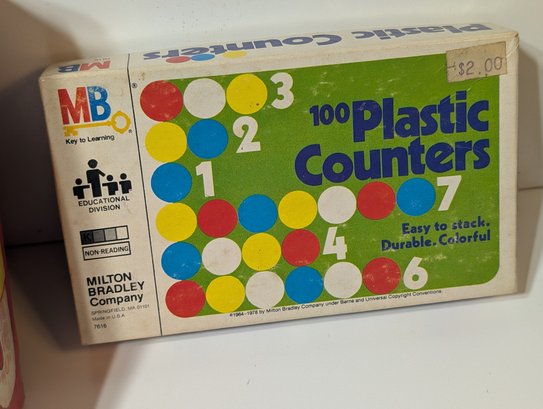 MB Plastic Counters
MB®
Key to Learning
EDUCATIONAL
DIVISION
NON-READING
MILTON
BRADLEY
Company
SPRINGFIELD, MA 01101
Made in U.S.A.
7616
$2.00
100 Plastic
Counters
3
2
1
7
Easy to stack.
Durable. Colorful
4
6
©1964-1978 by Milton Bradley Company under Berne and Universal Copyright Conventions.